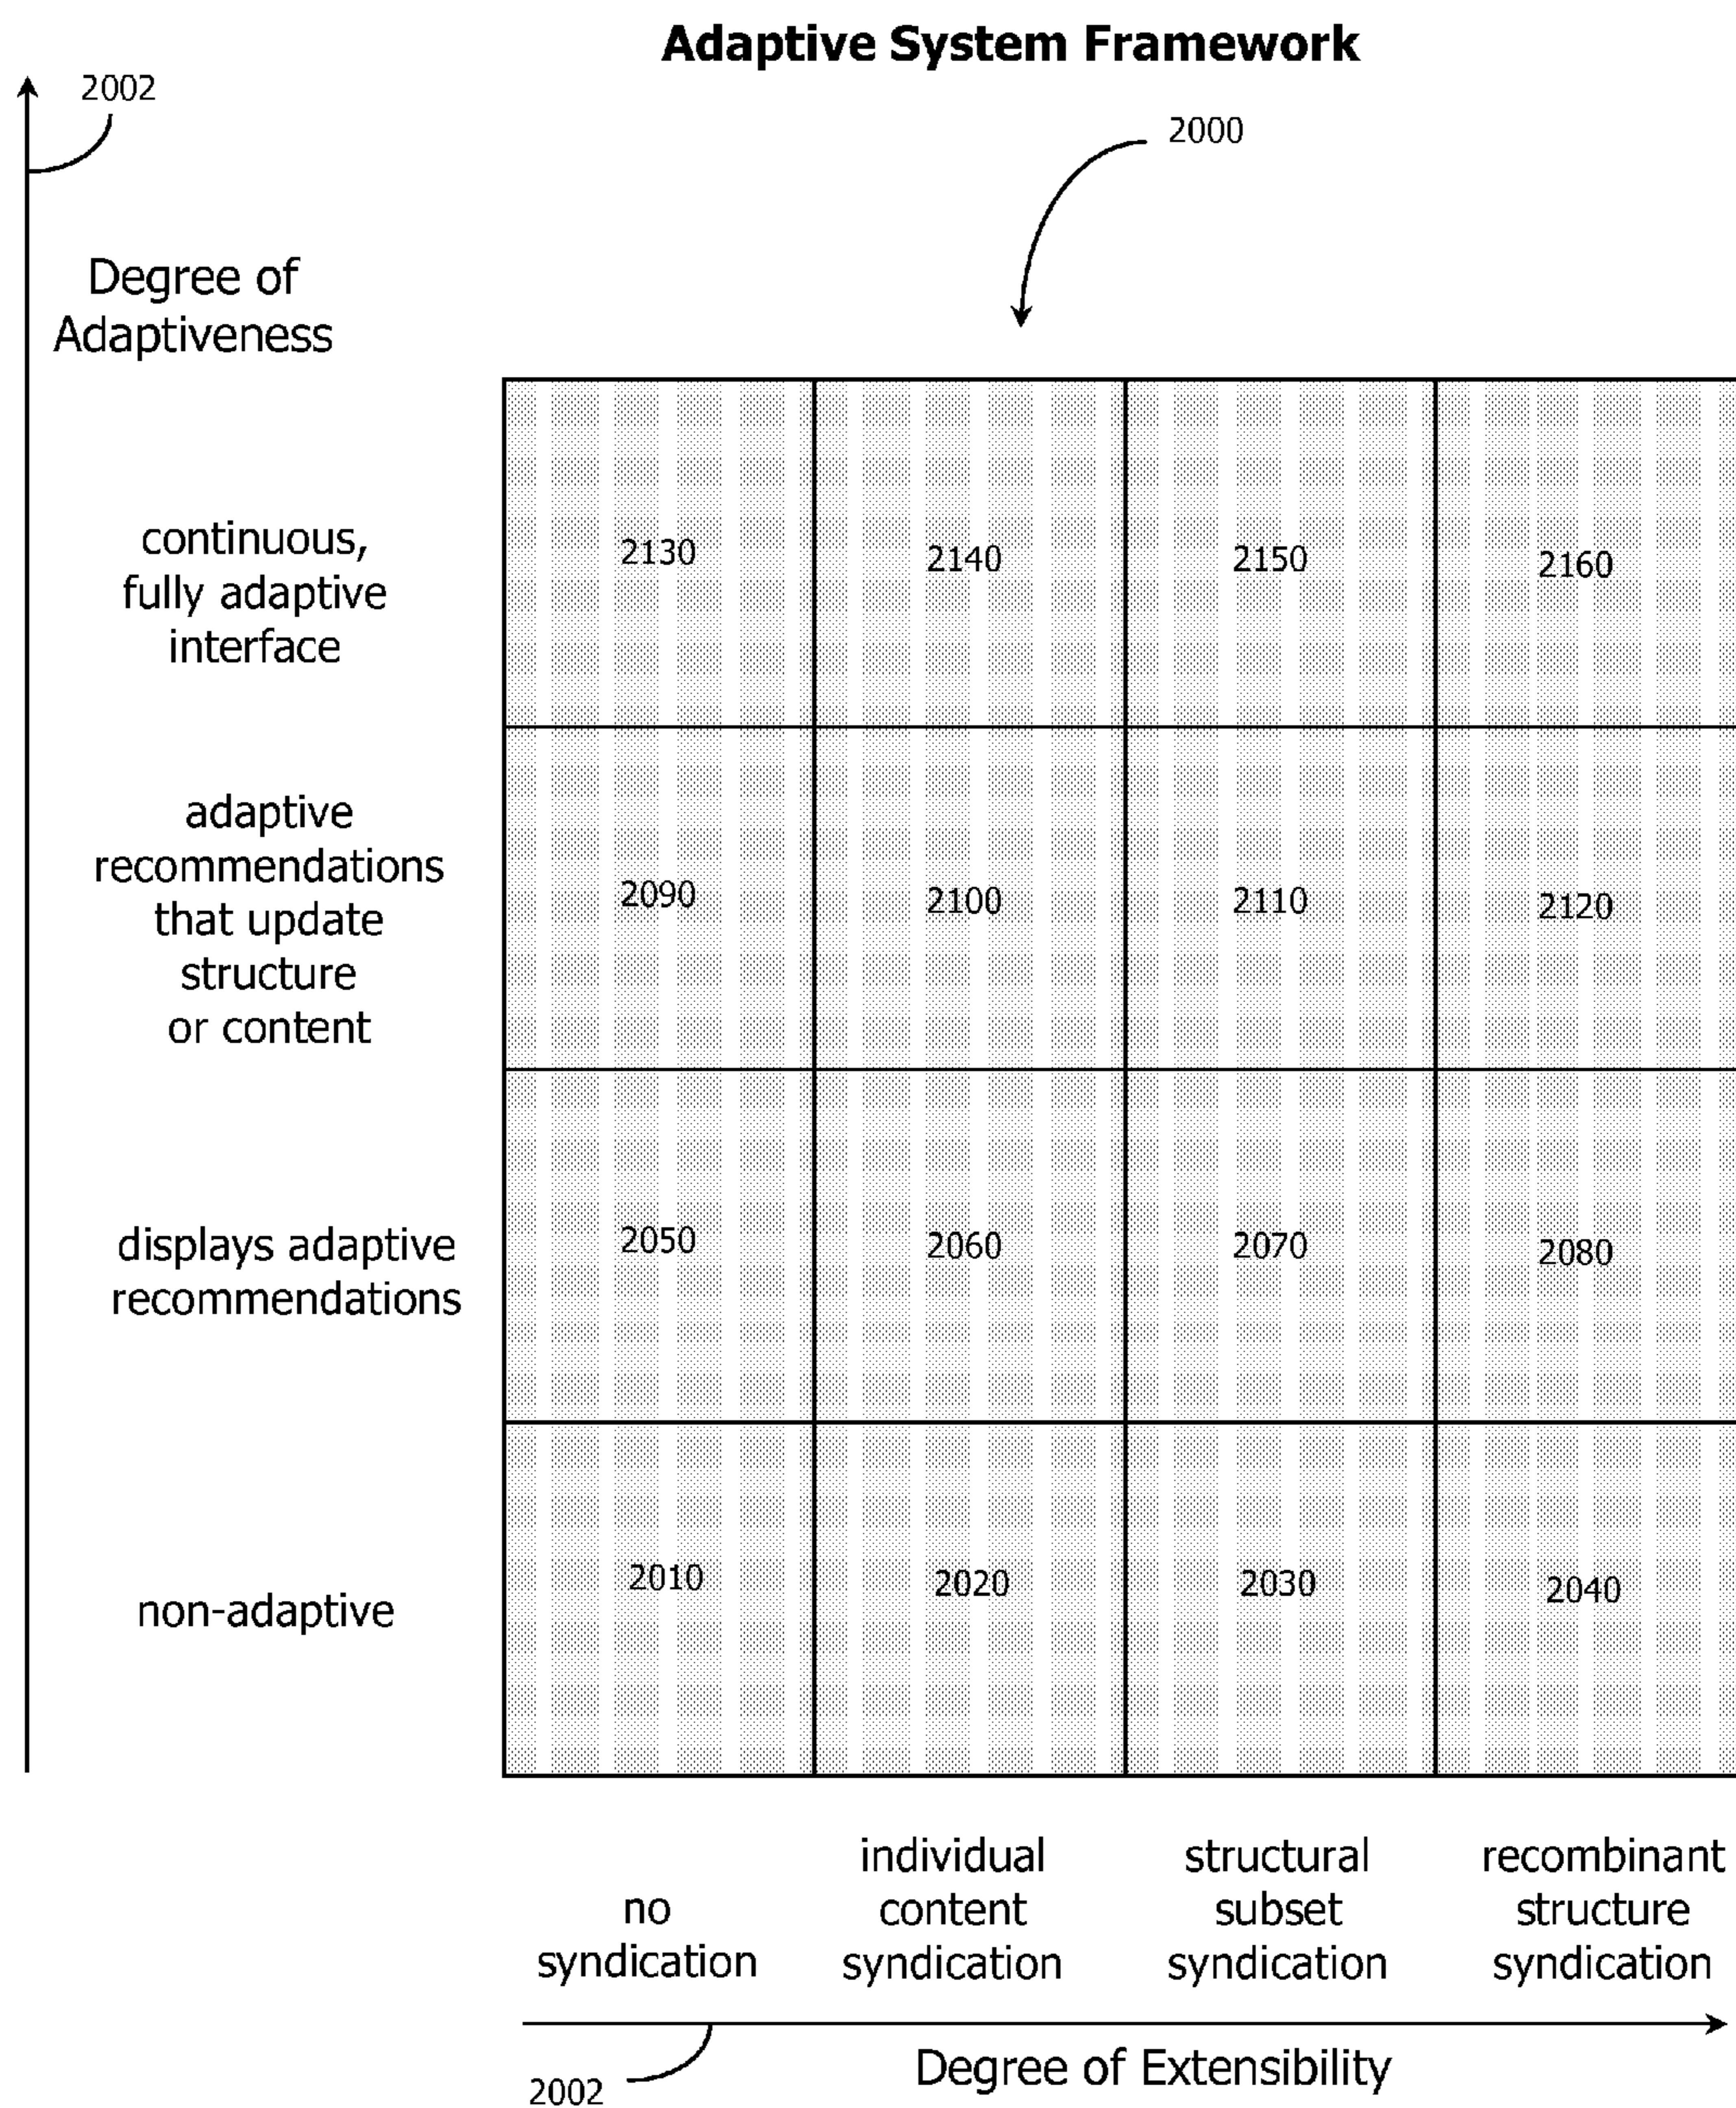 Adaptive System Framework
2002
2000
Degree of
Adaptiveness
continuous,
fully adaptive
interface
2130
2140
2150
2160
adaptive
recommendations
that update
structure
or content
2090
2100
2110
2120
displays adaptive
recommendations
2050
2060
2070
2080
non-adaptive
2010
2020
2030
2040
no
syndication
individual
content
syndication
structural
subset
syndication
recombinant
structure
syndication
2002
Degree of Extensibility